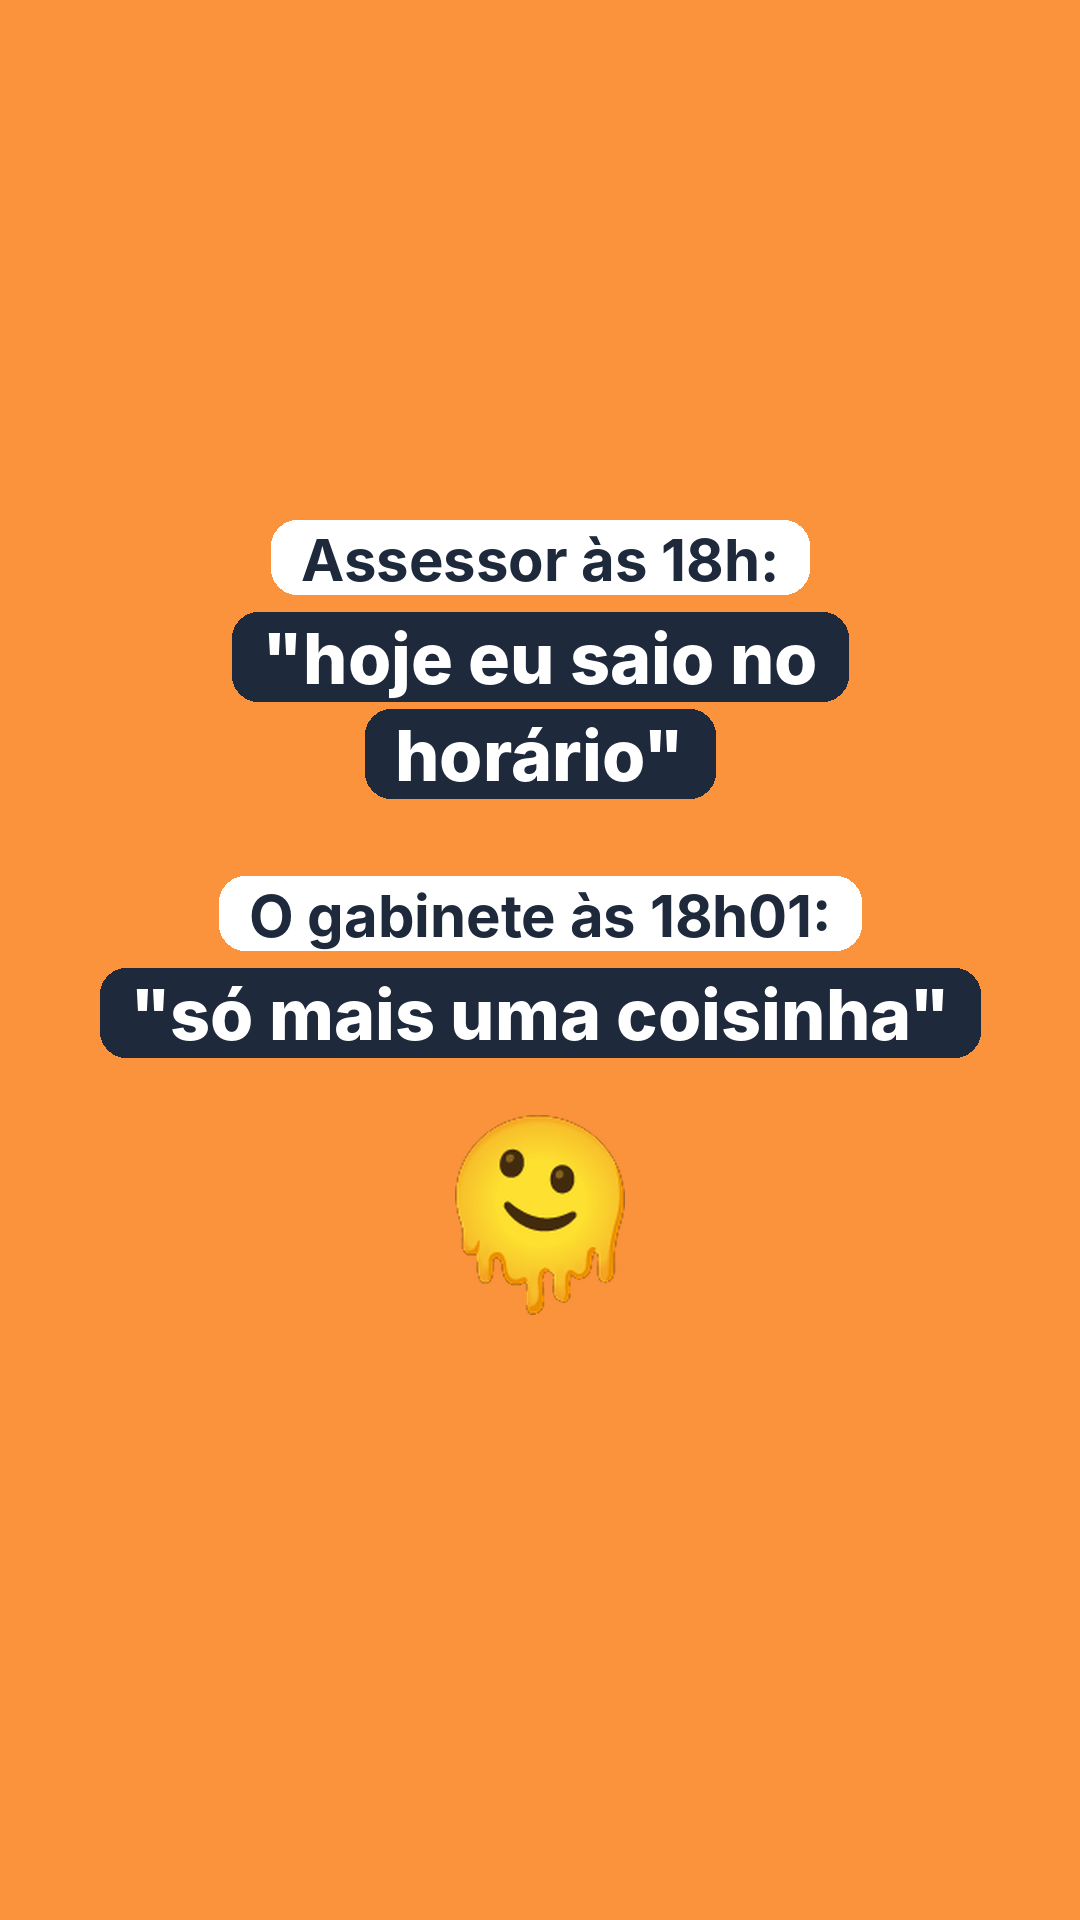 Assessor às 18h:
"hoje eu saio no
horário"
O gabinete às 18h01:
"só mais uma coisinha"